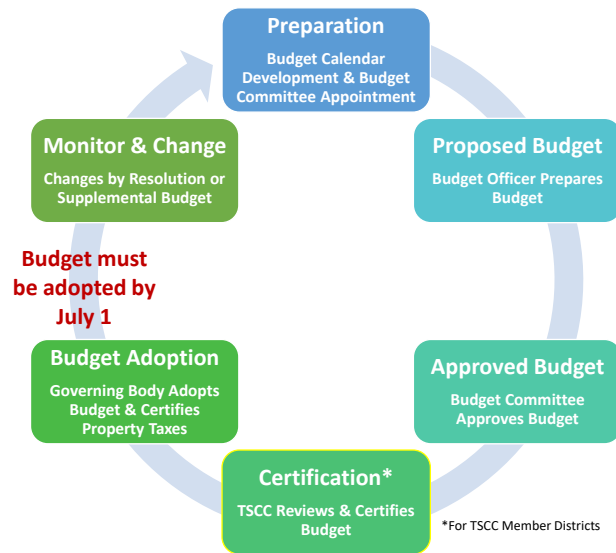 Preparation
Budget Calendar
Development & Budget
Committee Appointment
Proposed Budget
Budget Officer Prepares
Budget
Approved Budget
Budget Committee
Approves Budget
Certification*
TSCC Reviews & Certifies
Budget
*For TSCC Member Districts
Budget Adoption
Governing Body Adopts
Budget & Certifies
Property Taxes
Budget must
be adopted by
July 1
Monitor & Change
Changes by Resolution or
Supplemental Budget